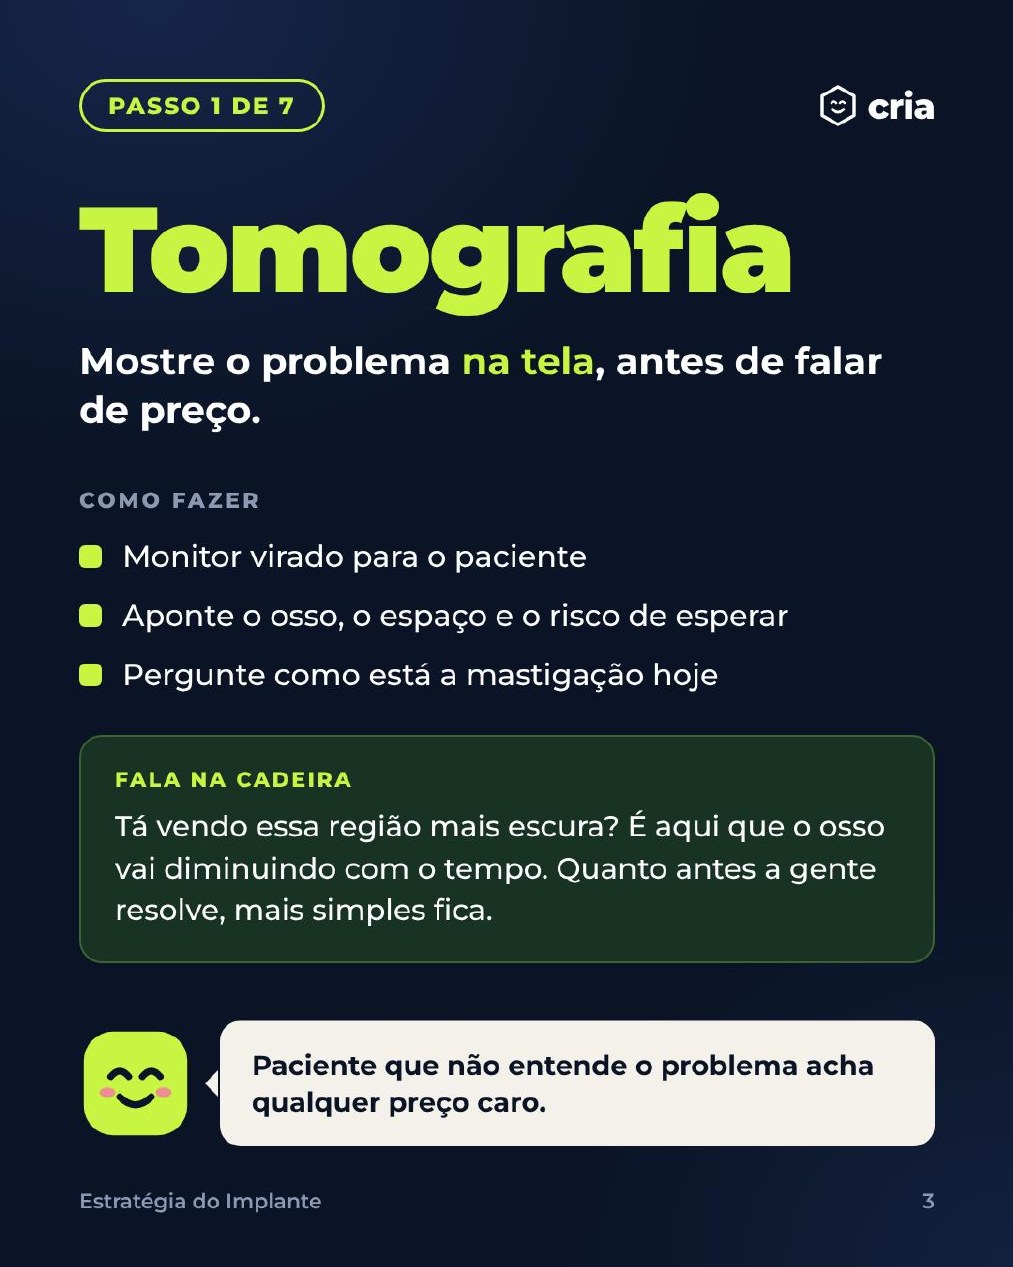 PASSO 1 DE 7
cria
Tomografia
Mostre o problema na tela, antes de falar
de preço.
COMO FAZER
Monitor virado para o paciente
Aponte o osso, o espaço e o risco de esperar
Pergunte como está a mastigação hoje
FALA NA CADEIRA
Tá vendo essa região mais escura? É aqui que o osso
vai diminuindo com o tempo. Quanto antes a gente
resolve, mais simples fica.
Paciente que não entende o problema acha
qualquer preço caro.
Estratégia do Implante
3